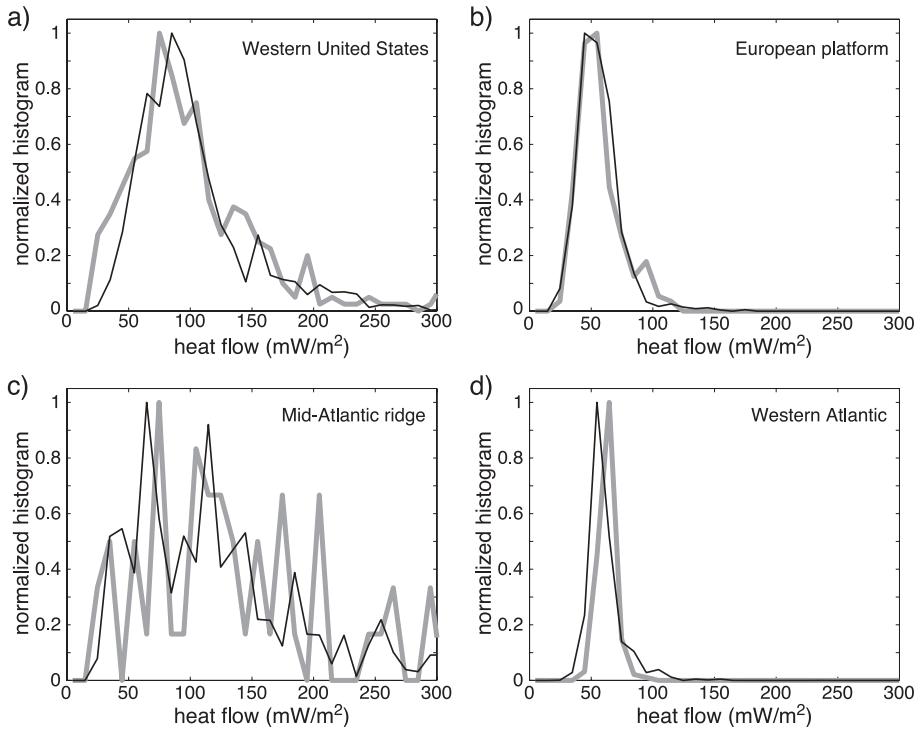 a)
Western United States
normalized histogram
1
0.8
0.6
0.4
0.2
0
0 50 100 150 200 250 300
heat flow (mW/m²)
b)
European platform
normalized histogram
1
0.8
0.6
0.4
0.2
0
0 50 100 150 200 250 300
heat flow (mW/m²)
c)
Mid-Atlantic ridge
normalized histogram
1
0.8
0.6
0.4
0.2
0
0 50 100 150 200 250 300
heat flow (mW/m²)
d)
Western Atlantic
normalized histogram
1
0.8
0.6
0.4
0.2
0
0 50 100 150 200 250 300
heat flow (mW/m²)